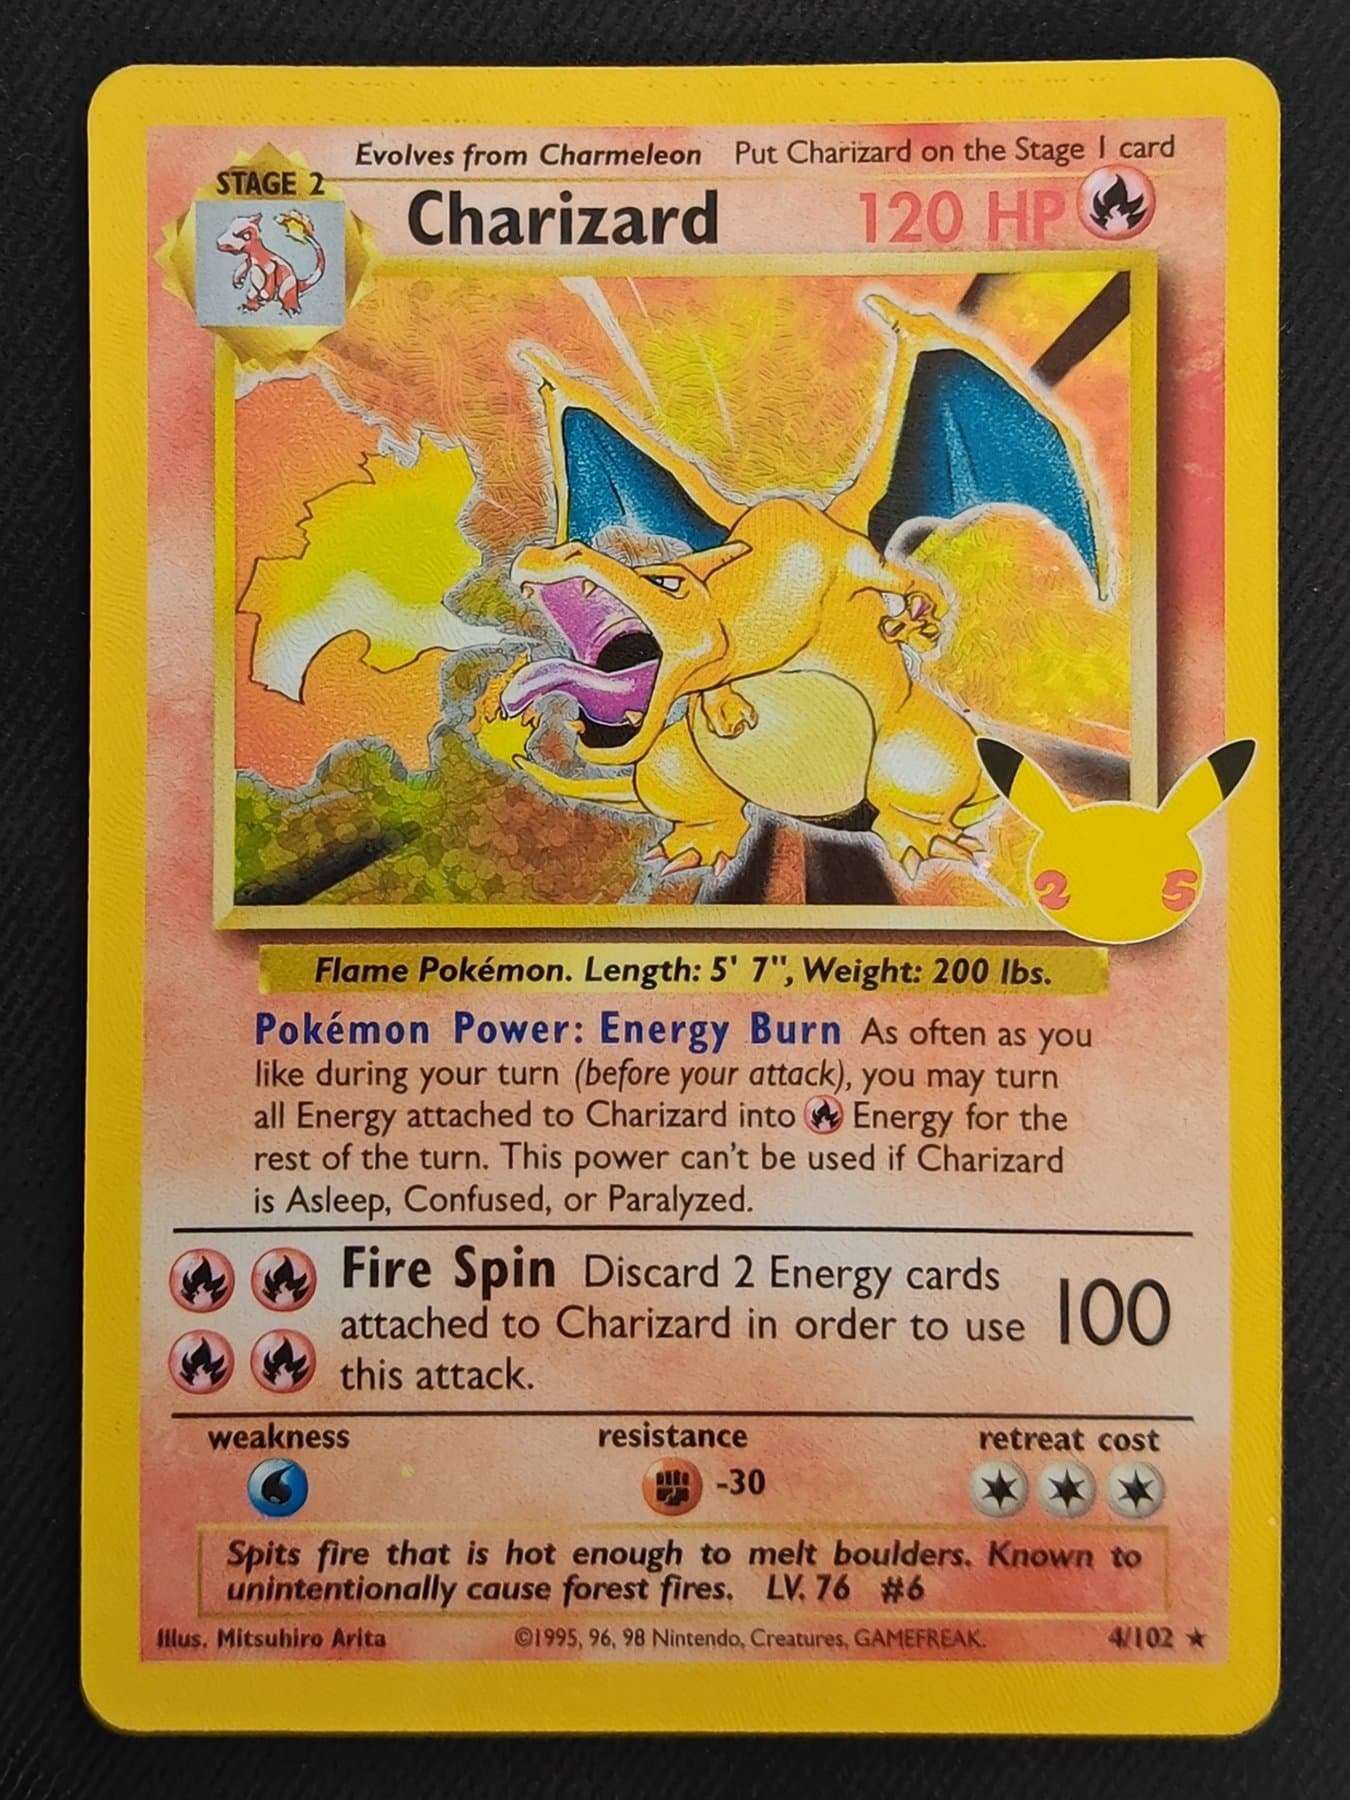 Evolves from Charmeleon Put Charizard on the Stage 1 card
STAGE 2
Charizard 120 HP
2 5
Flame Pokémon. Length: 5' 7", Weight: 200 lbs.
Pokémon Power: Energy Burn As often as you
like during your turn (before your attack), you may turn
all Energy attached to Charizard into Energy for the
rest of the turn. This power can't be used if Charizard
is Asleep, Confused, or Paralyzed.
Fire Spin Discard 2 Energy cards
attached to Charizard in order to use 100
this attack.
weakness resistance retreat cost
-30
Spits fire that is hot enough to melt boulders. Known to
unintentionally cause forest fires. LV. 76 #6
Illus. Mitsuhiro Arita ©1995, 96, 98 Nintendo, Creatures, GAMEFREAK. 4/102 ★